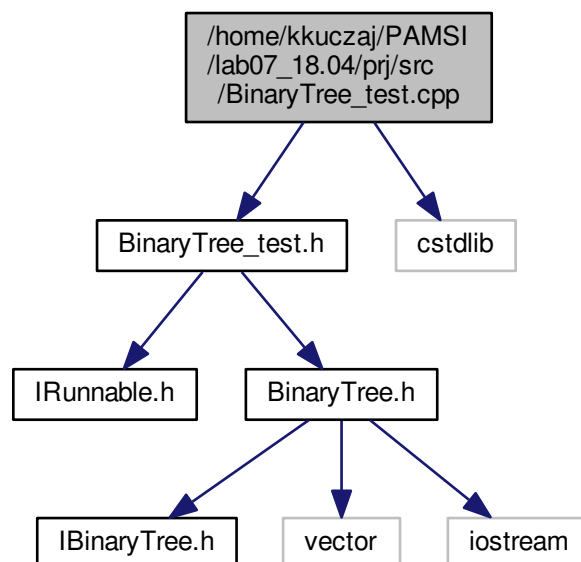 /home/kkuczaj/PAMSI
/lab07_18.04/prj/src
/BinaryTree_test.cpp
BinaryTree_test.h
cstdlib
IRunnable.h
BinaryTree.h
IBinaryTree.h
vector
iostream